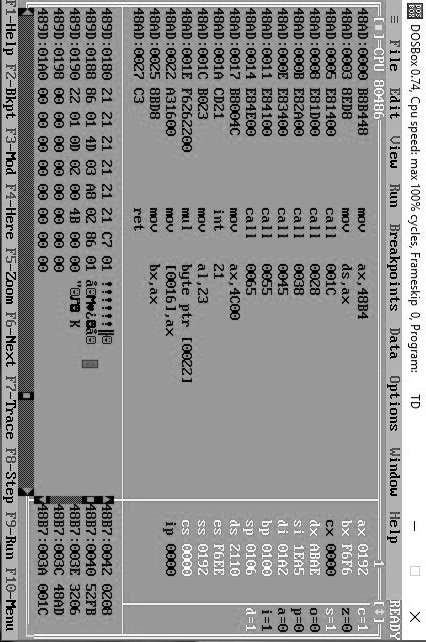 DOSBox 0.74, Cpu speed: max 100% cycles, Frameskip 0, Program: TD
≡ File Edit View Run Breakpoints Data Options Window Help READY
[■]=CPU 80486 1 [↕]
48AD:0000 B8B448 mov ax,48B4 ax 0192 c=1
48AD:0003 8ED8 mov ds,ax bx F6F6 z=0
48AD:0005 E81400 call 001C cx 0000 s=1
48AD:0008 E81D00 call 0028 dx ABAE o=0
48AD:000B E82A00 call 0038 si 1EA5 p=0
48AD:000E E83400 call 0045 di 01A2 a=0
48AD:0011 E84100 call 0055 bp 0100 i=1
48AD:0014 E84E00 call 0065 sp 0106 d=1
48AD:0017 B8004C mov ax,4C00 ds 2110
48AD:001A CD21 int 21 es F6EE
48AD:001C B023 mov al,23 ss 0192
48AD:001E F6262200 mul byte ptr [0022] cs 0000
48AD:0022 A31600 mov [0016],ax ip 0000
48AD:0025 8BD8 mov bx,ax
48AD:0027 C3 ret
489D:0180 21 21 21 21 21 21 C7 01 !!!!!!╟☺ 48B7:0042 0208
489D:0188 86 01 4D 03 A8 02 86 01 å☺M♥¿☻å☺ 48B7:0040 52FB
489D:0190 22 01 0D 02 00 4B 00 00 "☺♪☻ K 48B7:003E 3206
489D:0198 00 00 00 00 00 00 00 00 48B7:003C 48AD
489D:01A0 00 00 00 00 00 00 00 00 48B7:003A 001C
F1-Help F2-Bkpt F3-Mod F4-Here F5-Zoom F6-Next F7-Trace F8-Step F9-Run F10-Menu